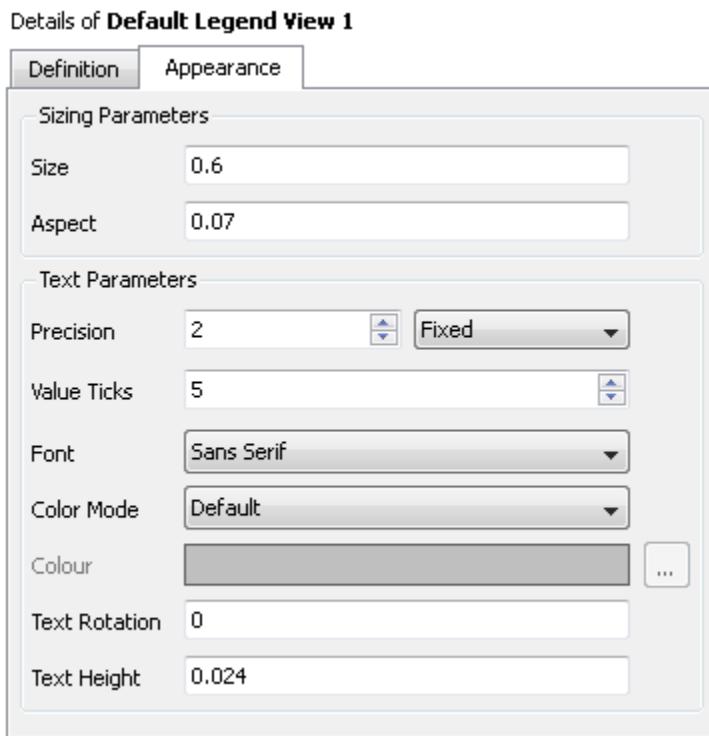 Details of Default Legend View 1
Definition Appearance
Sizing Parameters
Size 0.6
Aspect 0.07
Text Parameters
Precision 2 Fixed
Value Ticks 5
Font Sans Serif
Color Mode Default
Colour ...
Text Rotation 0
Text Height 0.024